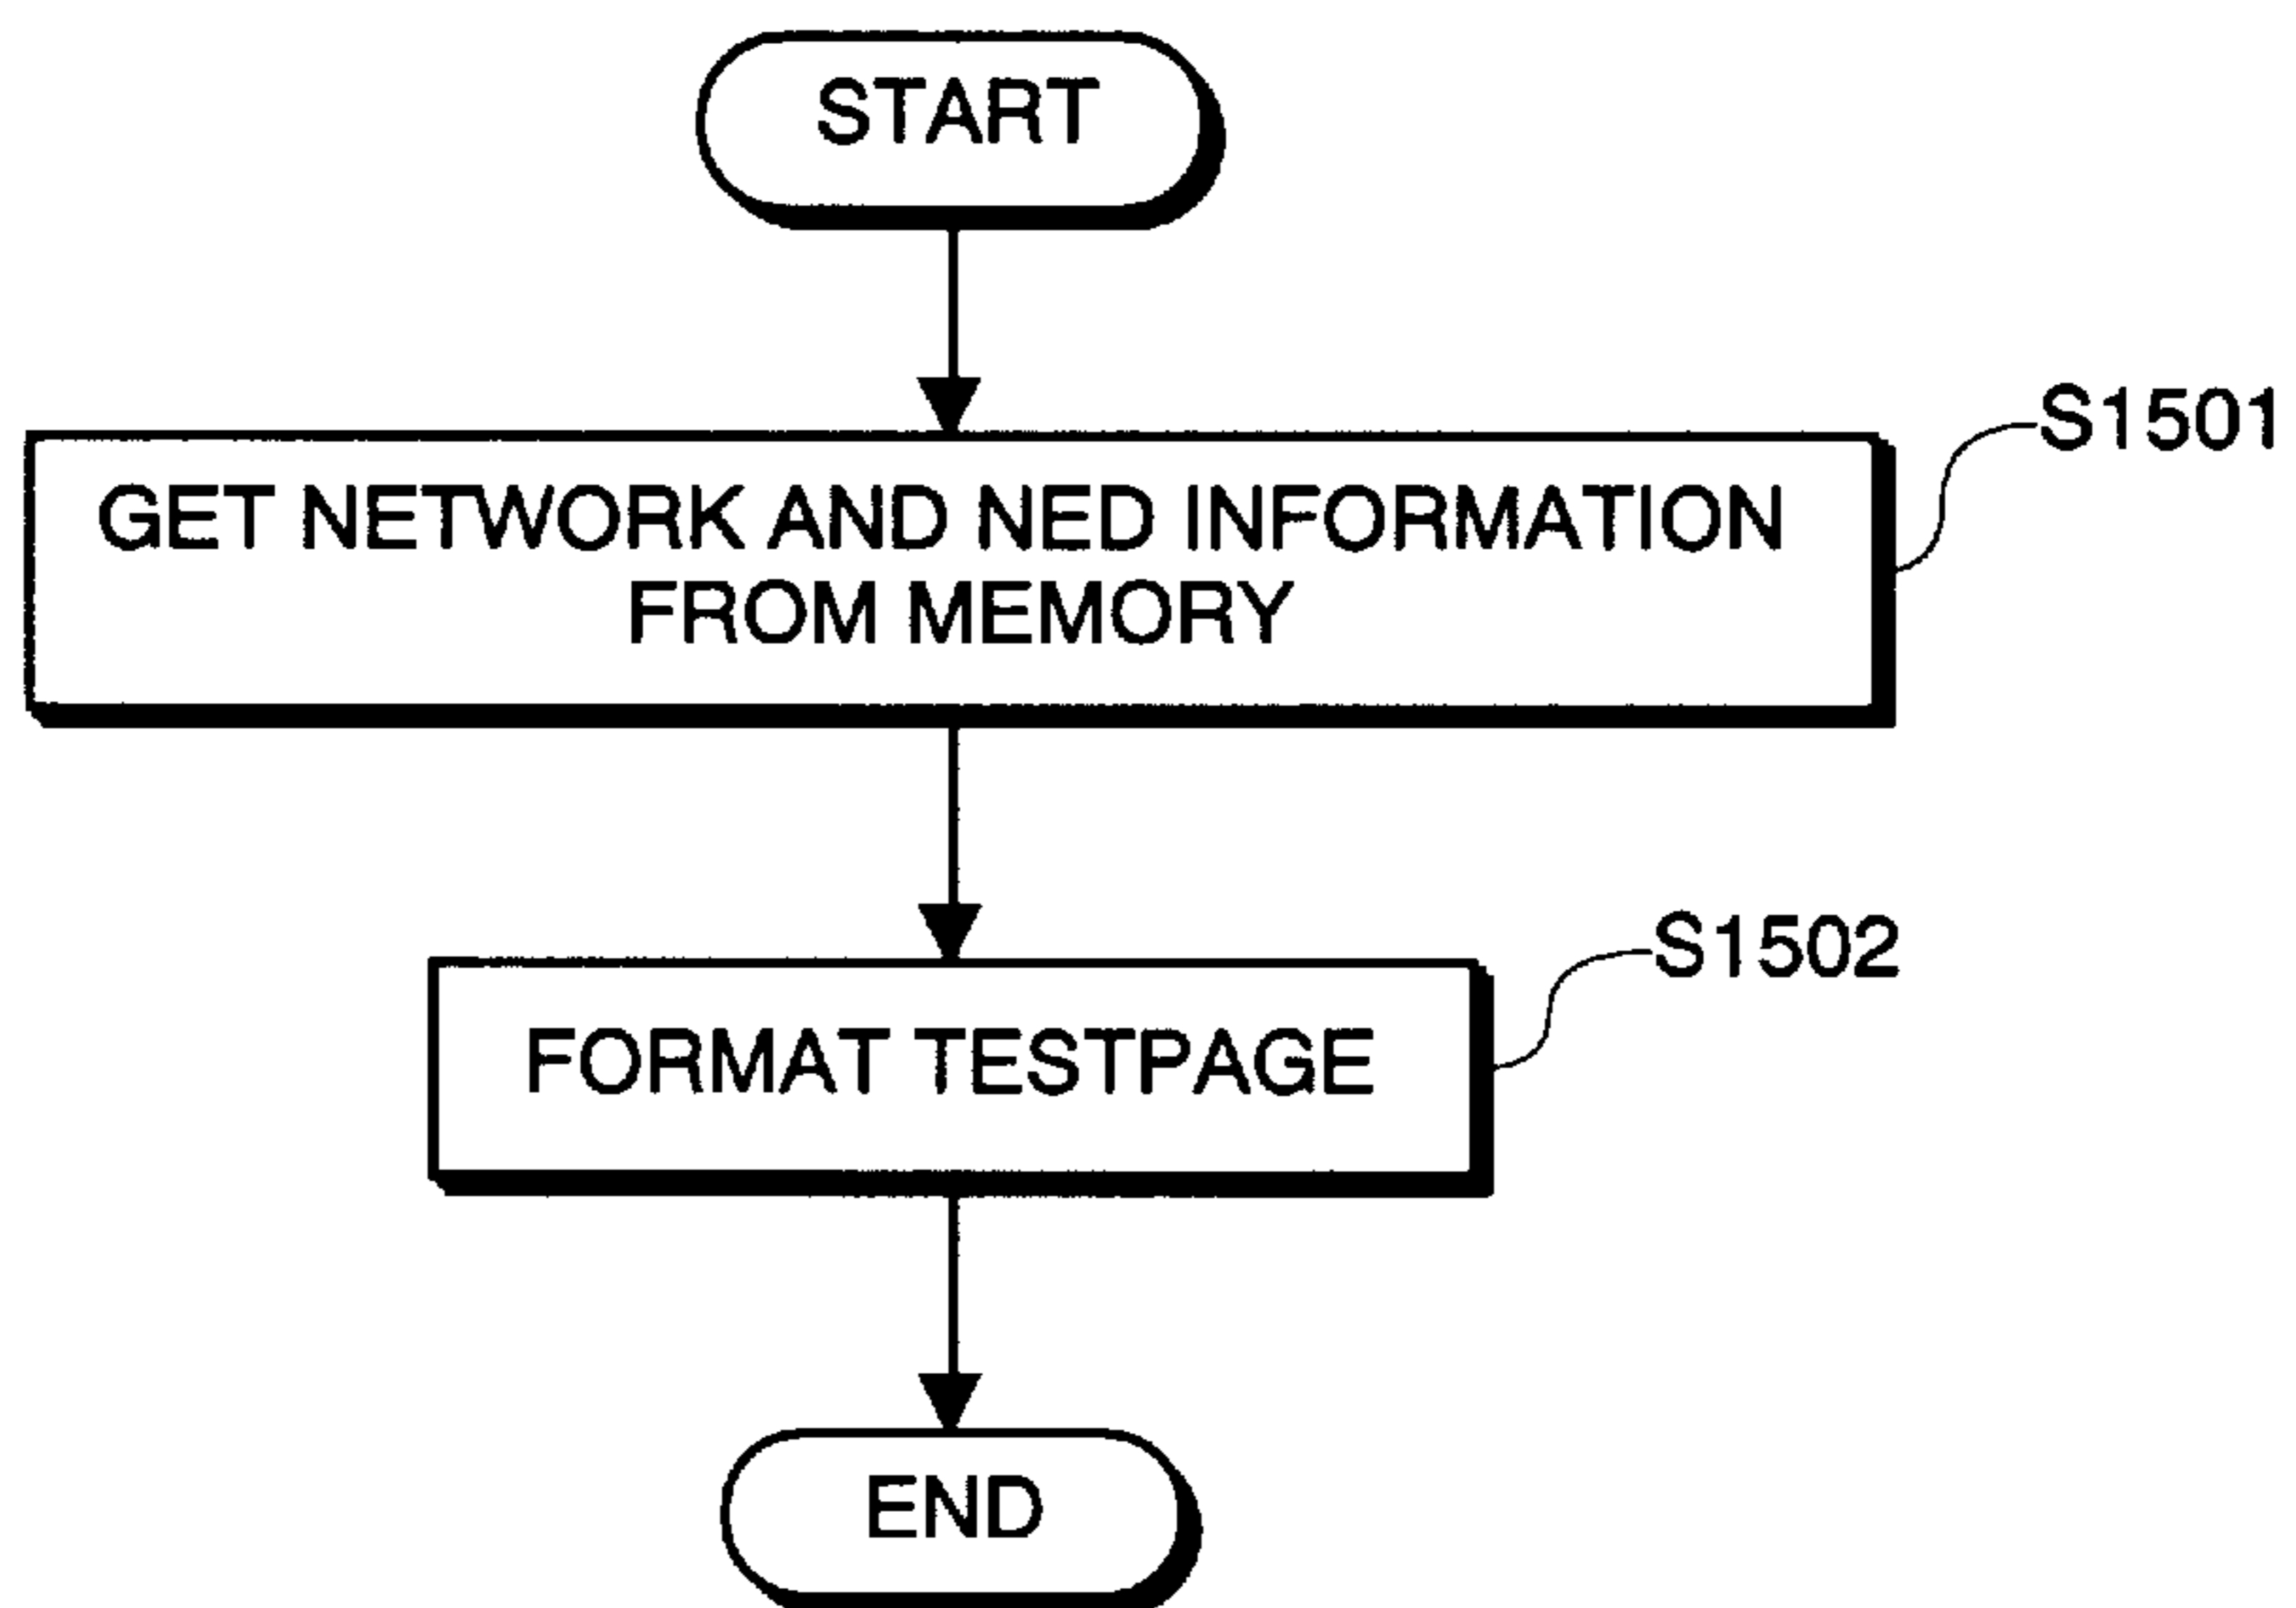 START
S1501
GET NETWORK AND NED INFORMATION
FROM MEMORY
S1502
FORMAT TESTPAGE
END